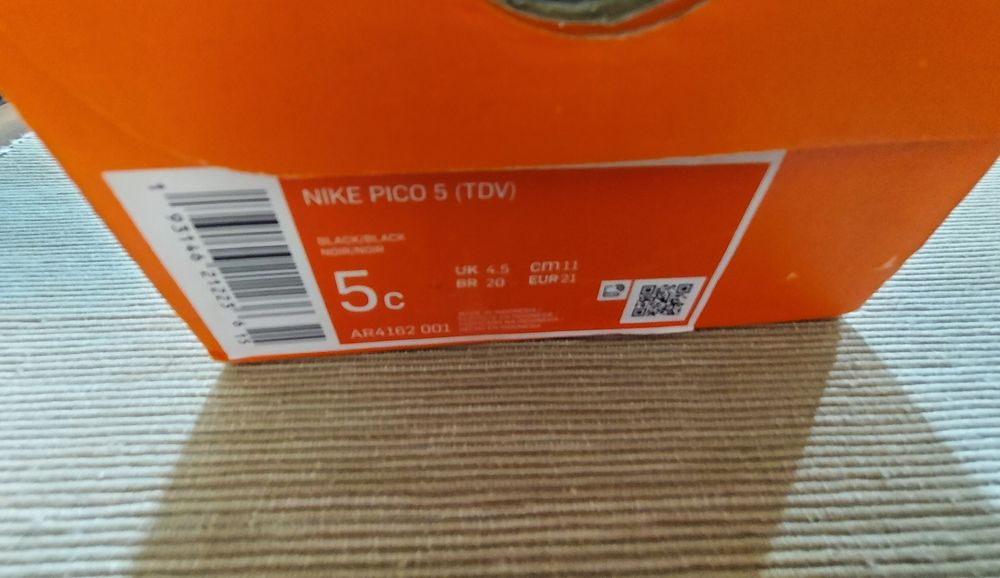 NIKE PICO 5 (TDV)
BLACK/BLACK
NOIR/NOIR
5c
UK 4.5 cm 11
BR 20 EUR 21
AR4162 001